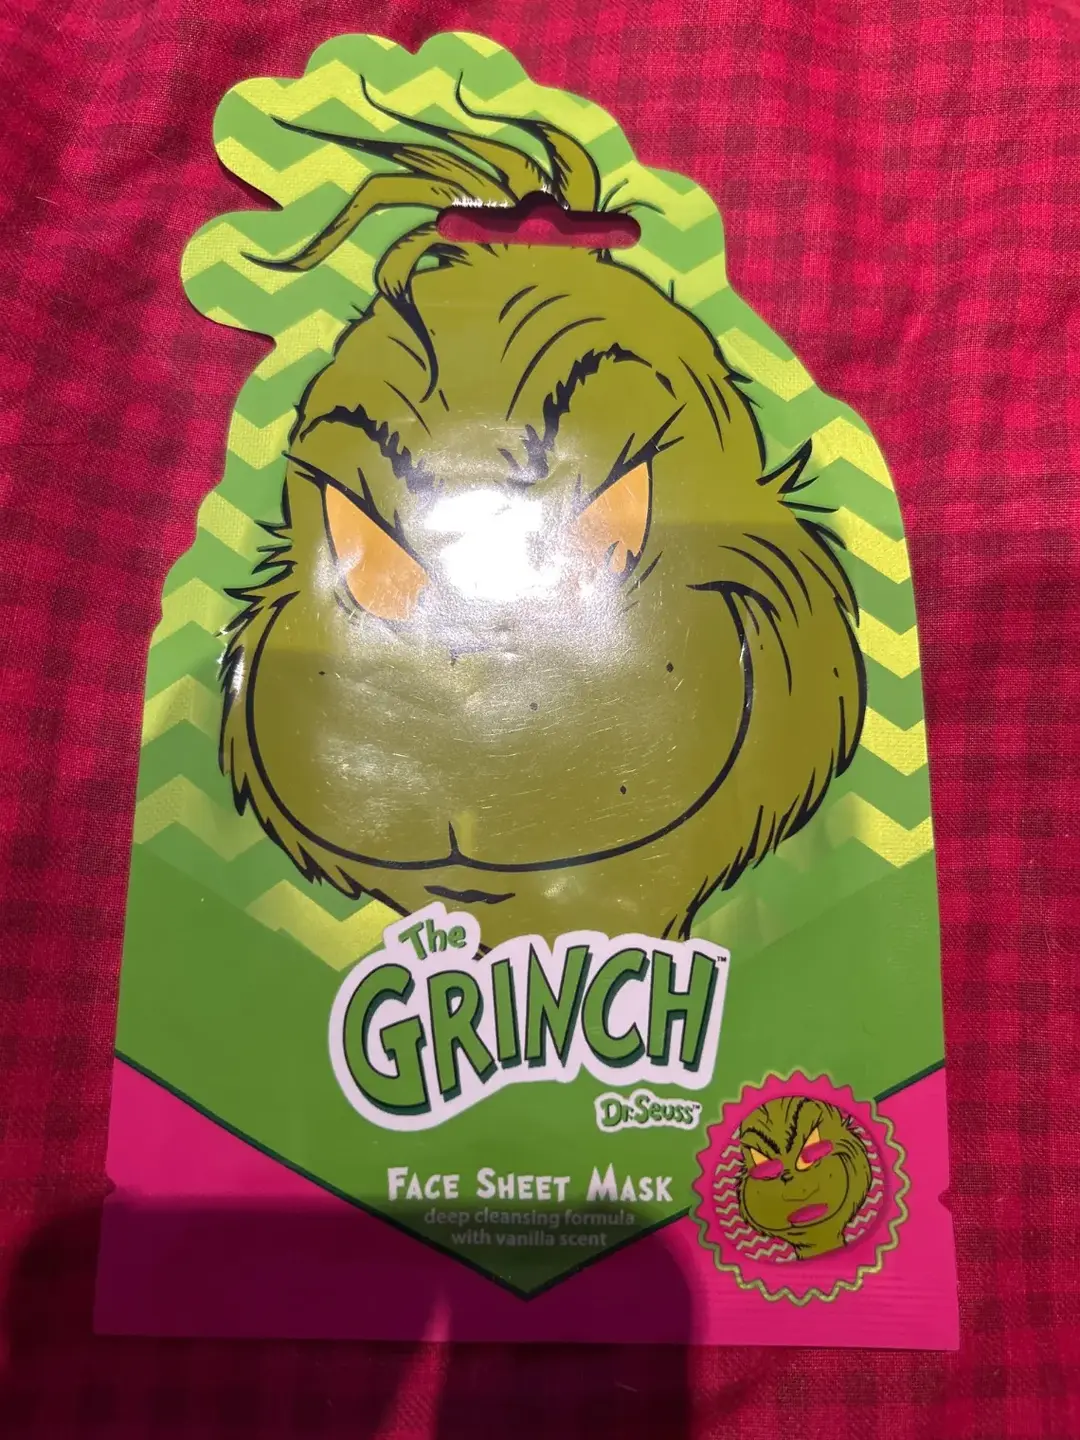 The
GRINCH™
Dr. Seuss™
FACE SHEET MASK
deep cleansing formula
with vanilla scent